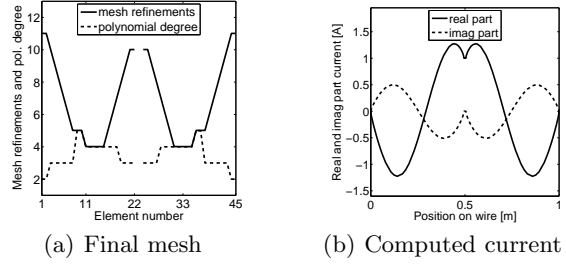 mesh refinements
polynomial degree
Mesh refinements and pol. degree
12
10
8
6
4
2
1
11
22
33
45
Element number
(a) Final mesh
real part
imag part
Real and imag part current [A]
1.5
1
0.5
0
-0.5
-1
-1.5
0
0.5
1
Position on wire [m]
(b) Computed current